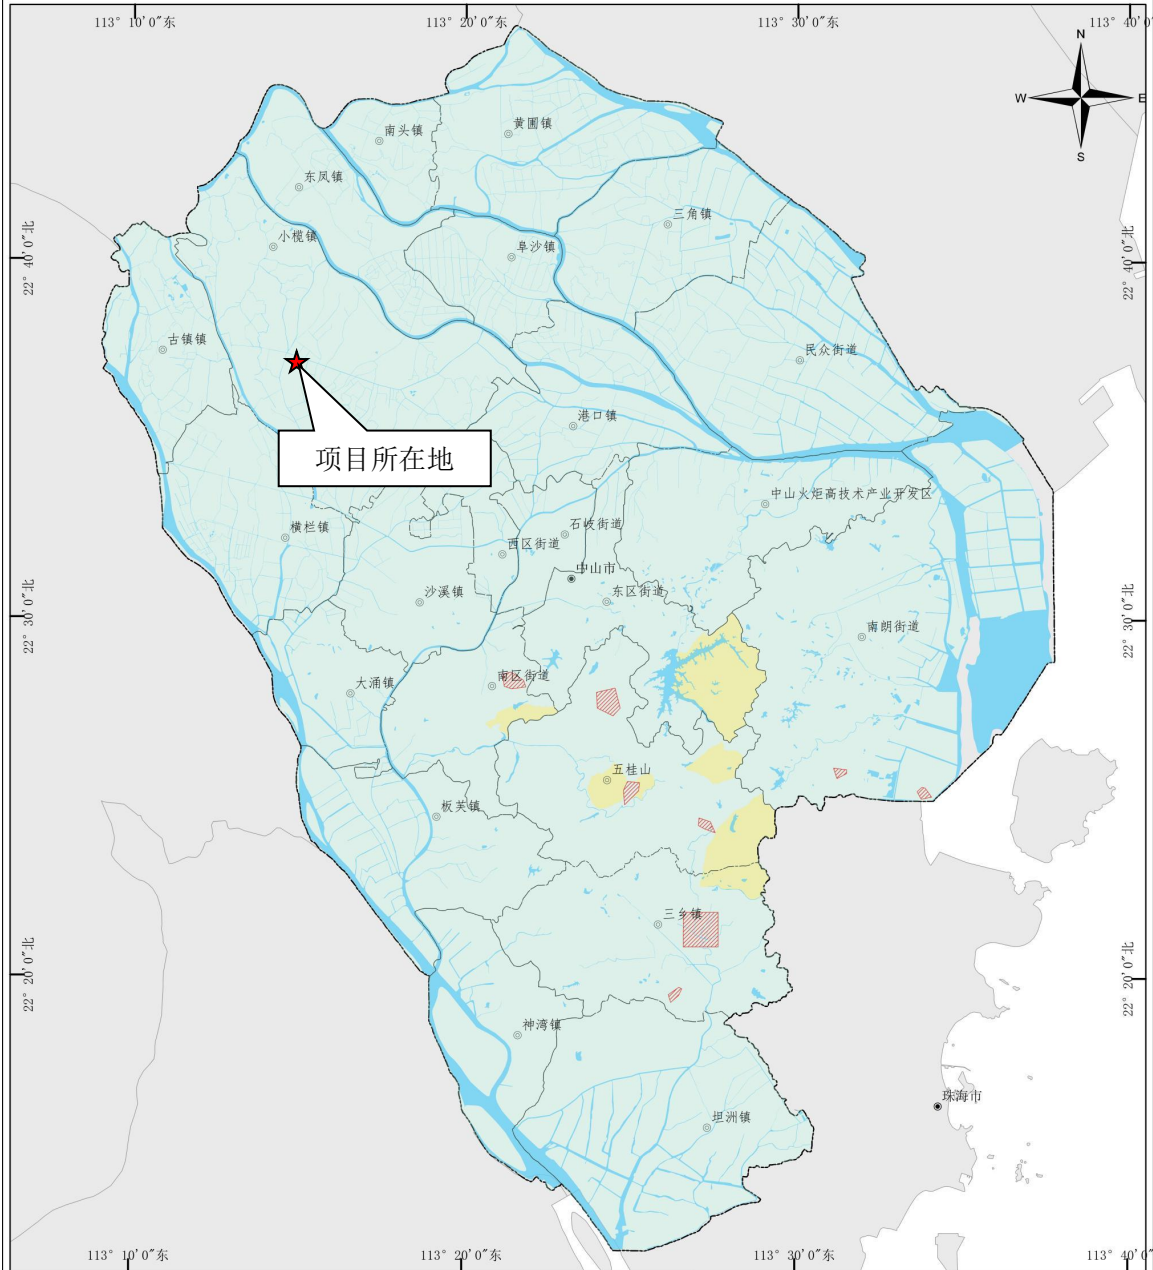 113° 10′0″东
113° 20′0″东
113° 30′0″东
113° 40′0″
N
W
E
S
南头镇
黄圃镇
东凤镇
三角镇
小榄镇
阜沙镇
22° 40′0″北
22° 40′0″北
古镇镇
民众街道
港口镇
项目所在地
中山火炬高技术产业开发区
横栏镇
石岐街道
西区街道
中山市
沙溪镇
东区街道
22° 30′0″北
22° 30′0″北
南朗街道
南区街道
大涌镇
五桂山
板芙镇
三乡镇
22° 20′0″北
22° 20′0″北
神湾镇
珠海市
坦洲镇
113° 10′0″东
113° 20′0″东
113° 30′0″东
113° 40′0″